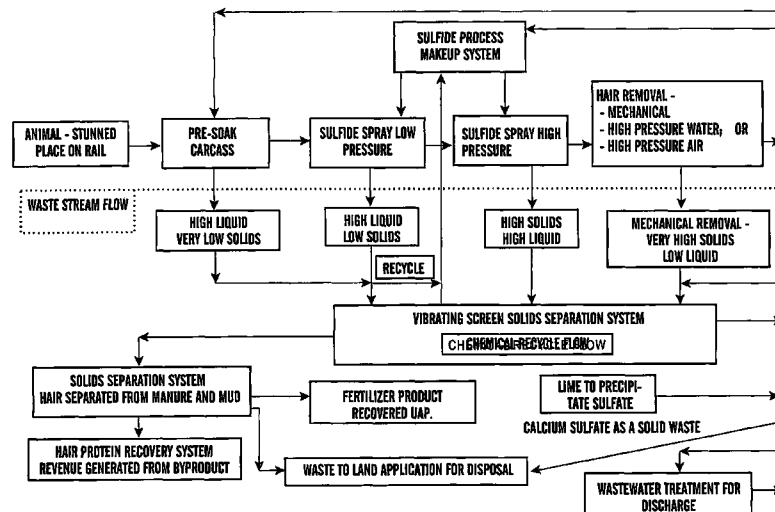 SULFIDE PROCESS
MAKEUP SYSTEM
ANIMAL - STUNNED
PLACE ON RAIL
PRE-SOAK
CARCASS
SULFIDE SPRAY LOW
PRESSURE
SULFIDE SPRAY HIGH
PRESSURE
HAIR REMOVAL -
- MECHANICAL
- HIGH PRESSURE WATER; OR
- HIGH PRESSURE AIR
WASTE STREAM FLOW
HIGH LIQUID
VERY LOW SOLIDS
HIGH LIQUID
LOW SOLIDS
HIGH SOLIDS
HIGH LIQUID
MECHANICAL REMOVAL -
VERY HIGH SOLIDS
LOW LIQUID
RECYCLE
VIBRATING SCREEN SOLIDS SEPARATION SYSTEM
CHEMICAL RECYCLE FLOW
SOLIDS SEPARATION SYSTEM
HAIR SEPARATED FROM MANURE AND MUD
FERTILIZER PRODUCT
RECOVERED UAP.
LIME TO PRECIPI-
TATE SULFATE
CALCIUM SULFATE AS A SOLID WASTE
HAIR PROTEIN RECOVERY SYSTEM
REVENUE GENERATED FROM BYPRODUCT
WASTE TO LAND APPLICATION FOR DISPOSAL
WASTEWATER TREATMENT FOR
DISCHARGE